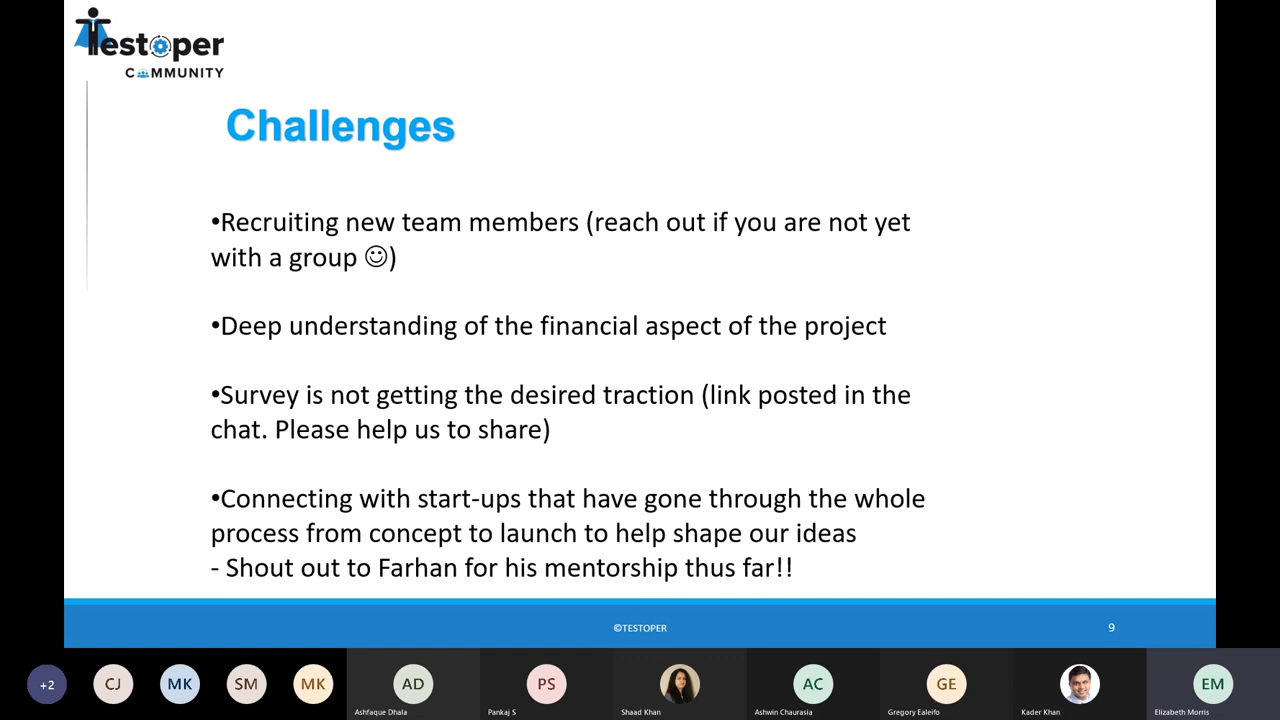 Testoper
COMMUNITY
Challenges
•Recruiting new team members (reach out if you are not yet
with a group ☺)
•Deep understanding of the financial aspect of the project
•Survey is not getting the desired traction (link posted in the
chat. Please help us to share)
•Connecting with start-ups that have gone through the whole
process from concept to launch to help shape our ideas
- Shout out to Farhan for his mentorship thus far!!
©TESTOPER
9
+2
CJ
MK
SM
MK
AD
PS
AC
GE
EM
Ashfaque Dhala
Pankaj S
Shaad Khan
Ashwin Chaurasia
Gregory Ealeifo
Kader Khan
Elizabeth Morris